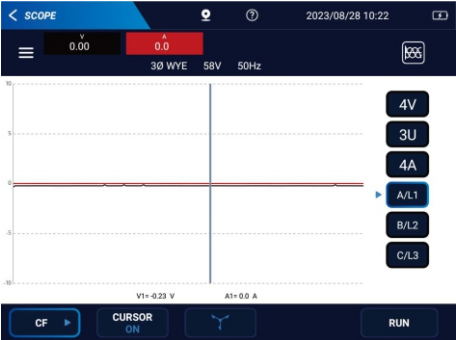 SCOPE
2023/08/28 10:22
V
0.00
A
0.0
3Ø WYE 58V 50Hz
10
5
0
-5
-10
4V
3U
4A
A/L1
B/L2
C/L3
V1= -0.23 V A1= 0.0 A
CF
CURSOR
ON
RUN